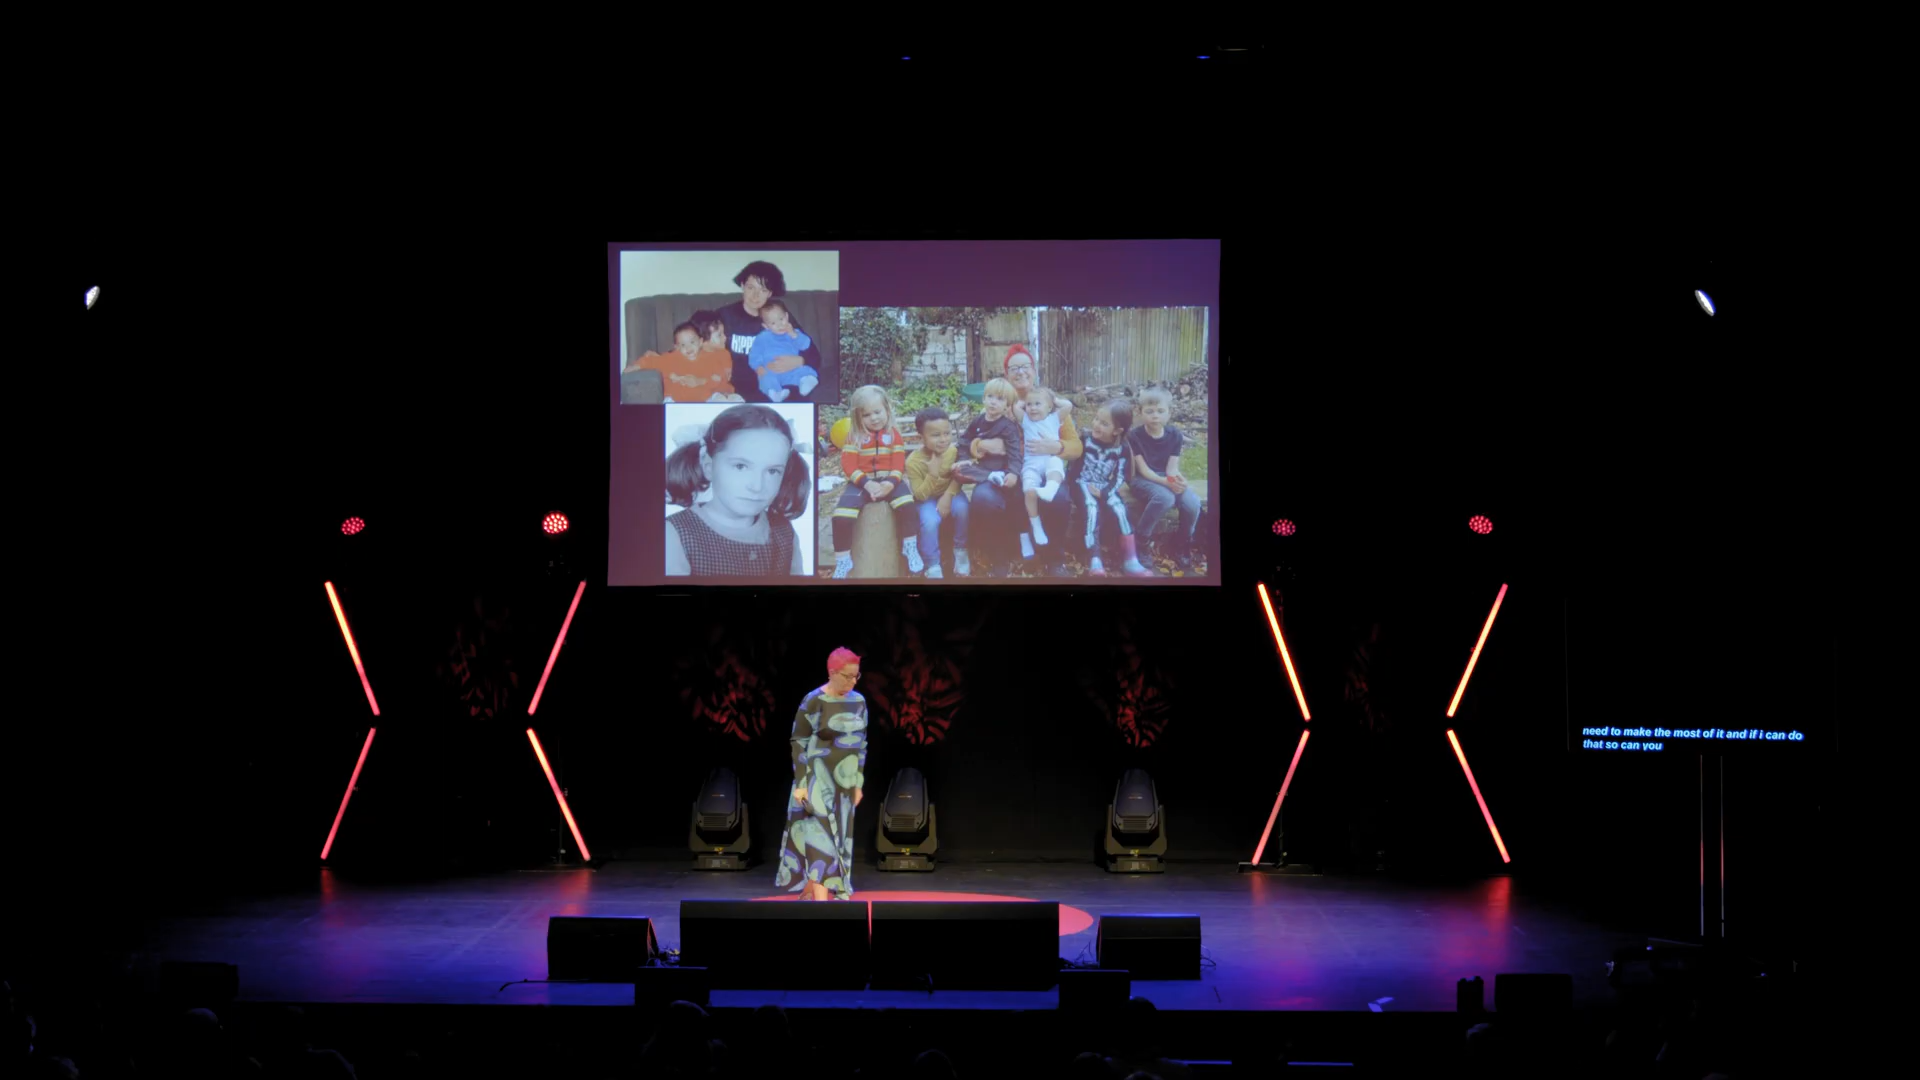 need to make the most of it and if i can do
that so can you